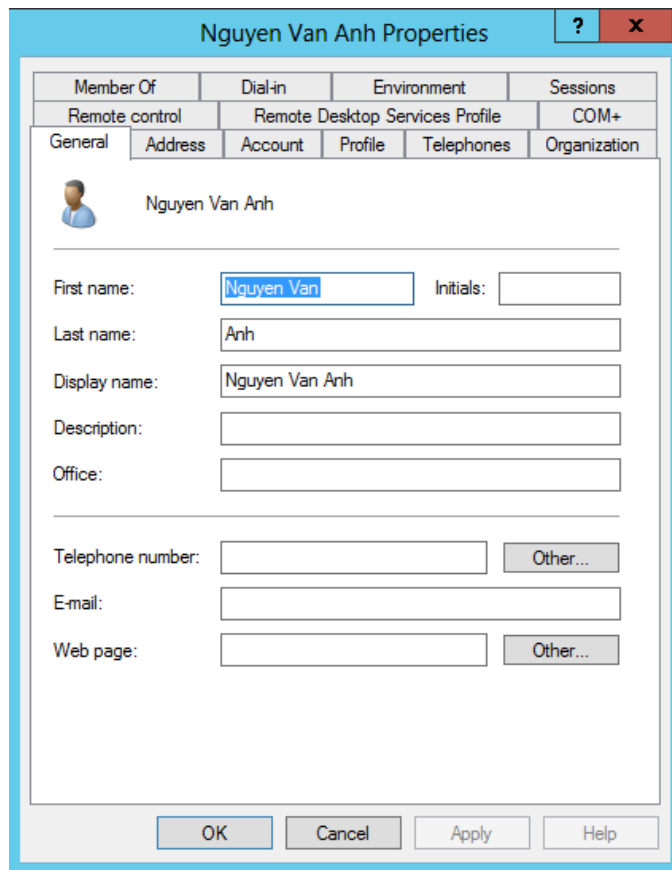 Nguyen Van Anh Properties
? x
Member Of Dial-in Environment Sessions
Remote control Remote Desktop Services Profile COM+
General Address Account Profile Telephones Organization
Nguyen Van Anh
First name: Nguyen Van Initials:
Last name: Anh
Display name: Nguyen Van Anh
Description:
Office:
Telephone number: Other...
E-mail:
Web page: Other...
OK Cancel Apply Help